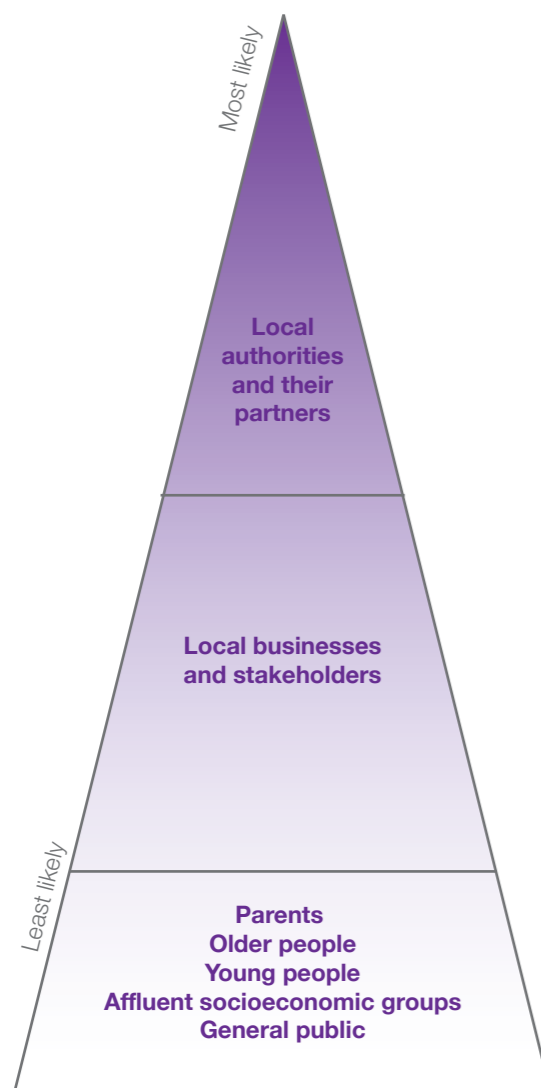 Most likely
Local
authorities
and their
partners
Local businesses
and stakeholders
Least likely
Parents
Older people
Young people
Affluent socioeconomic groups
General public